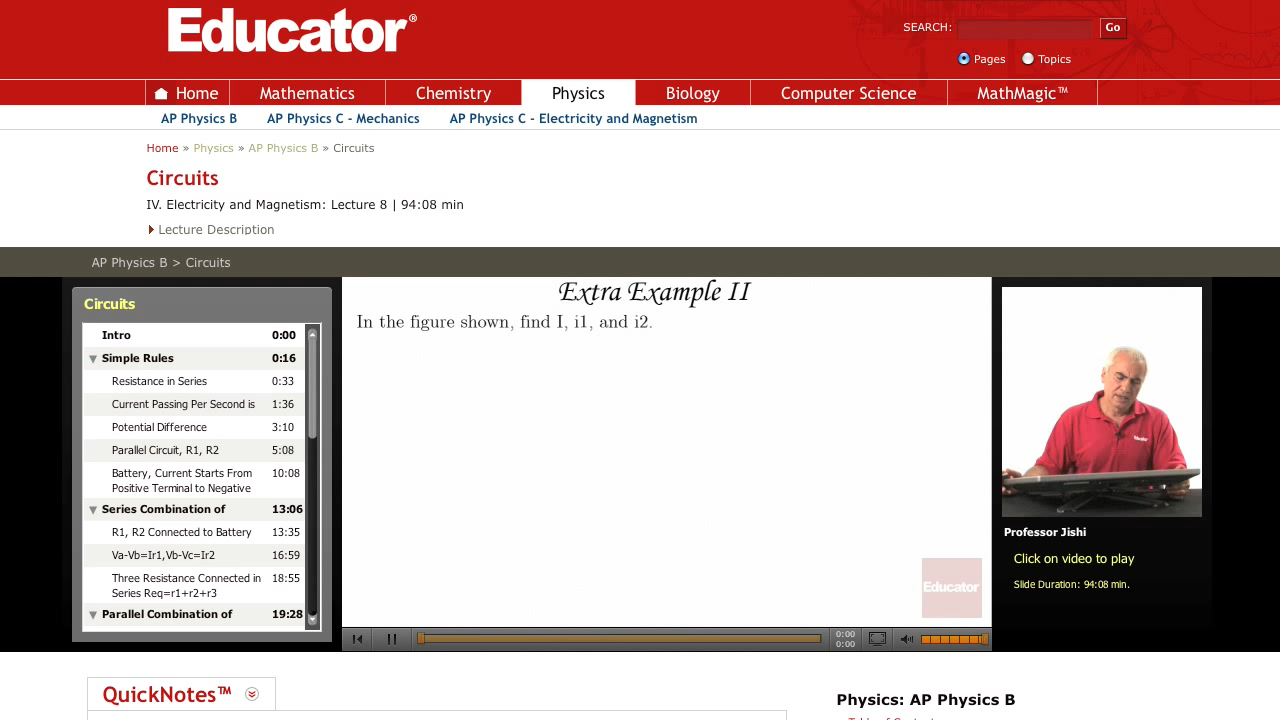 Educator®
SEARCH:
Go
Pages
Topics
Home
Mathematics
Chemistry
Physics
Biology
Computer Science
MathMagic™
AP Physics B
AP Physics C - Mechanics
AP Physics C - Electricity and Magnetism
Home » Physics » AP Physics B » Circuits
Circuits
IV. Electricity and Magnetism: Lecture 8 | 94:08 min
Lecture Description
AP Physics B > Circuits
Circuits
Intro 0:00
Simple Rules 0:16
Resistance in Series 0:33
Current Passing Per Second is 1:36
Potential Difference 3:10
Parallel Circuit, R1, R2 5:08
Battery, Current Starts From 10:08
Positive Terminal to Negative
Series Combination of 13:06
R1, R2 Connected to Battery 13:35
Va-Vb=Ir1,Vb-Vc=Ir2 16:59
Three Resistance Connected in 18:55
Series Req=r1+r2+r3
Parallel Combination of 19:28
Extra Example II
In the figure shown, find I, i1, and i2.
Educator
0:00
0:00
Professor Jishi
Click on video to play
Slide Duration: 94:08 min.
QuickNotes™
Physics: AP Physics B